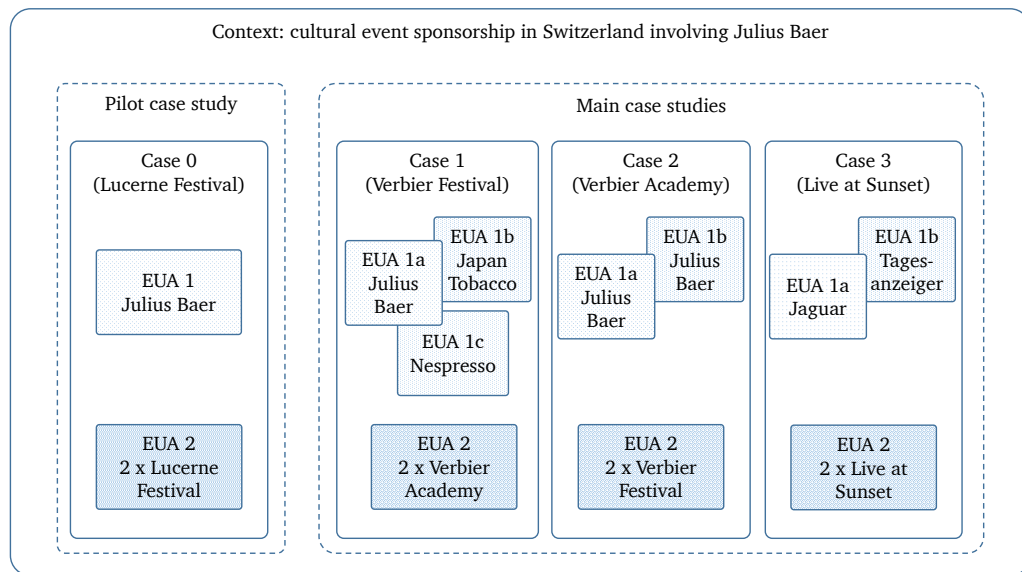 Context: cultural event sponsorship in Switzerland involving Julius Baer
Pilot case study
Main case studies
Case 0
(Lucerne Festival)
EUA 1
Julius Baer
EUA 2
2 x Lucerne
Festival
Case 1
(Verbier Festival)
EUA 1a
Julius
Baer
EUA 1b
Japan
Tobacco
EUA 1c
Nespresso
EUA 2
2 x Verbier
Academy
Case 2
(Verbier Academy)
EUA 1a
Julius
Baer
EUA 1b
Julius
Baer
EUA 2
2 x Verbier
Festival
Case 3
(Live at Sunset)
EUA 1a
Jaguar
EUA 1b
Tages-
anzeiger
EUA 2
2 x Live at
Sunset